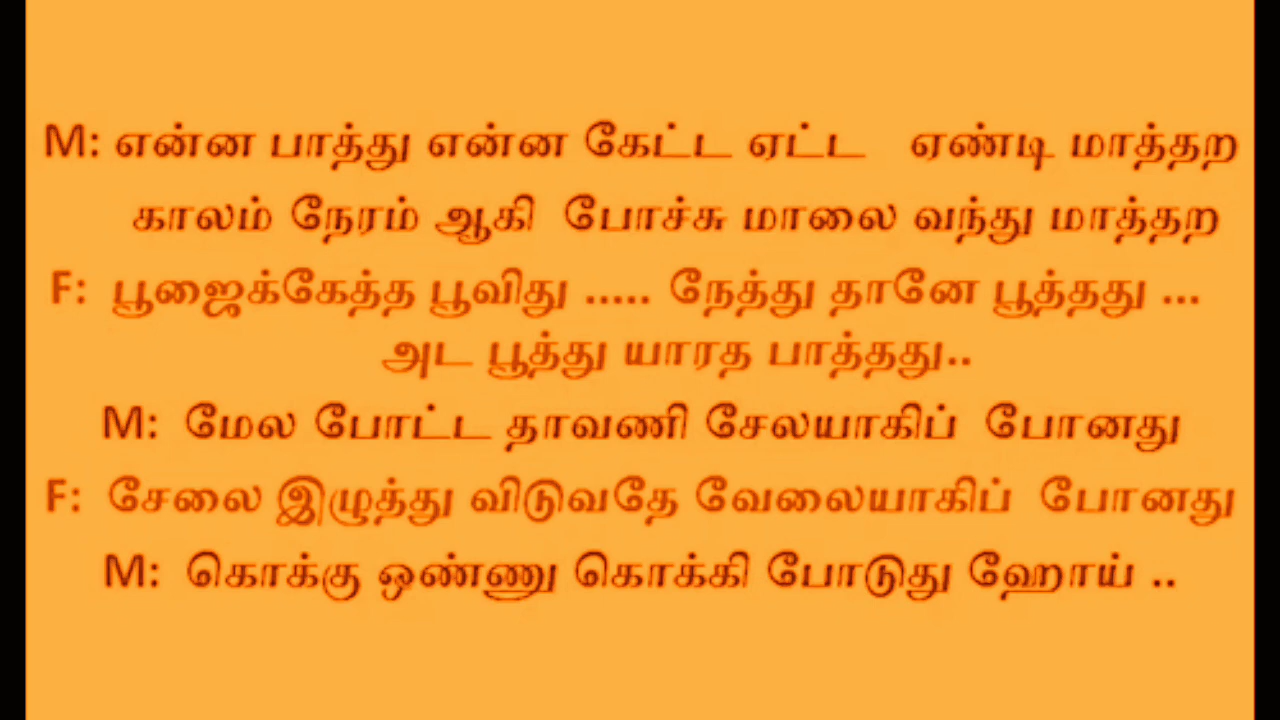 M: என்ன பாத்து என்ன கேட்ட ஏட்ட ஏண்டி மாத்தற
காலம் நேரம் ஆகி போச்சு மாலை வந்து மாத்தற
F: பூஜைக்கேத்த பூவிது ..... நேத்து தானே பூத்தது ...
அட பூத்து யாரத பாத்தது..
M: மேல போட்ட தாவணி சேலயாகிப் போனது
F: சேலை இழுத்து விடுவதே வேலையாகிப் போனது
M: கொக்கு ஒண்ணு கொக்கி போடுது ஹோய் ..